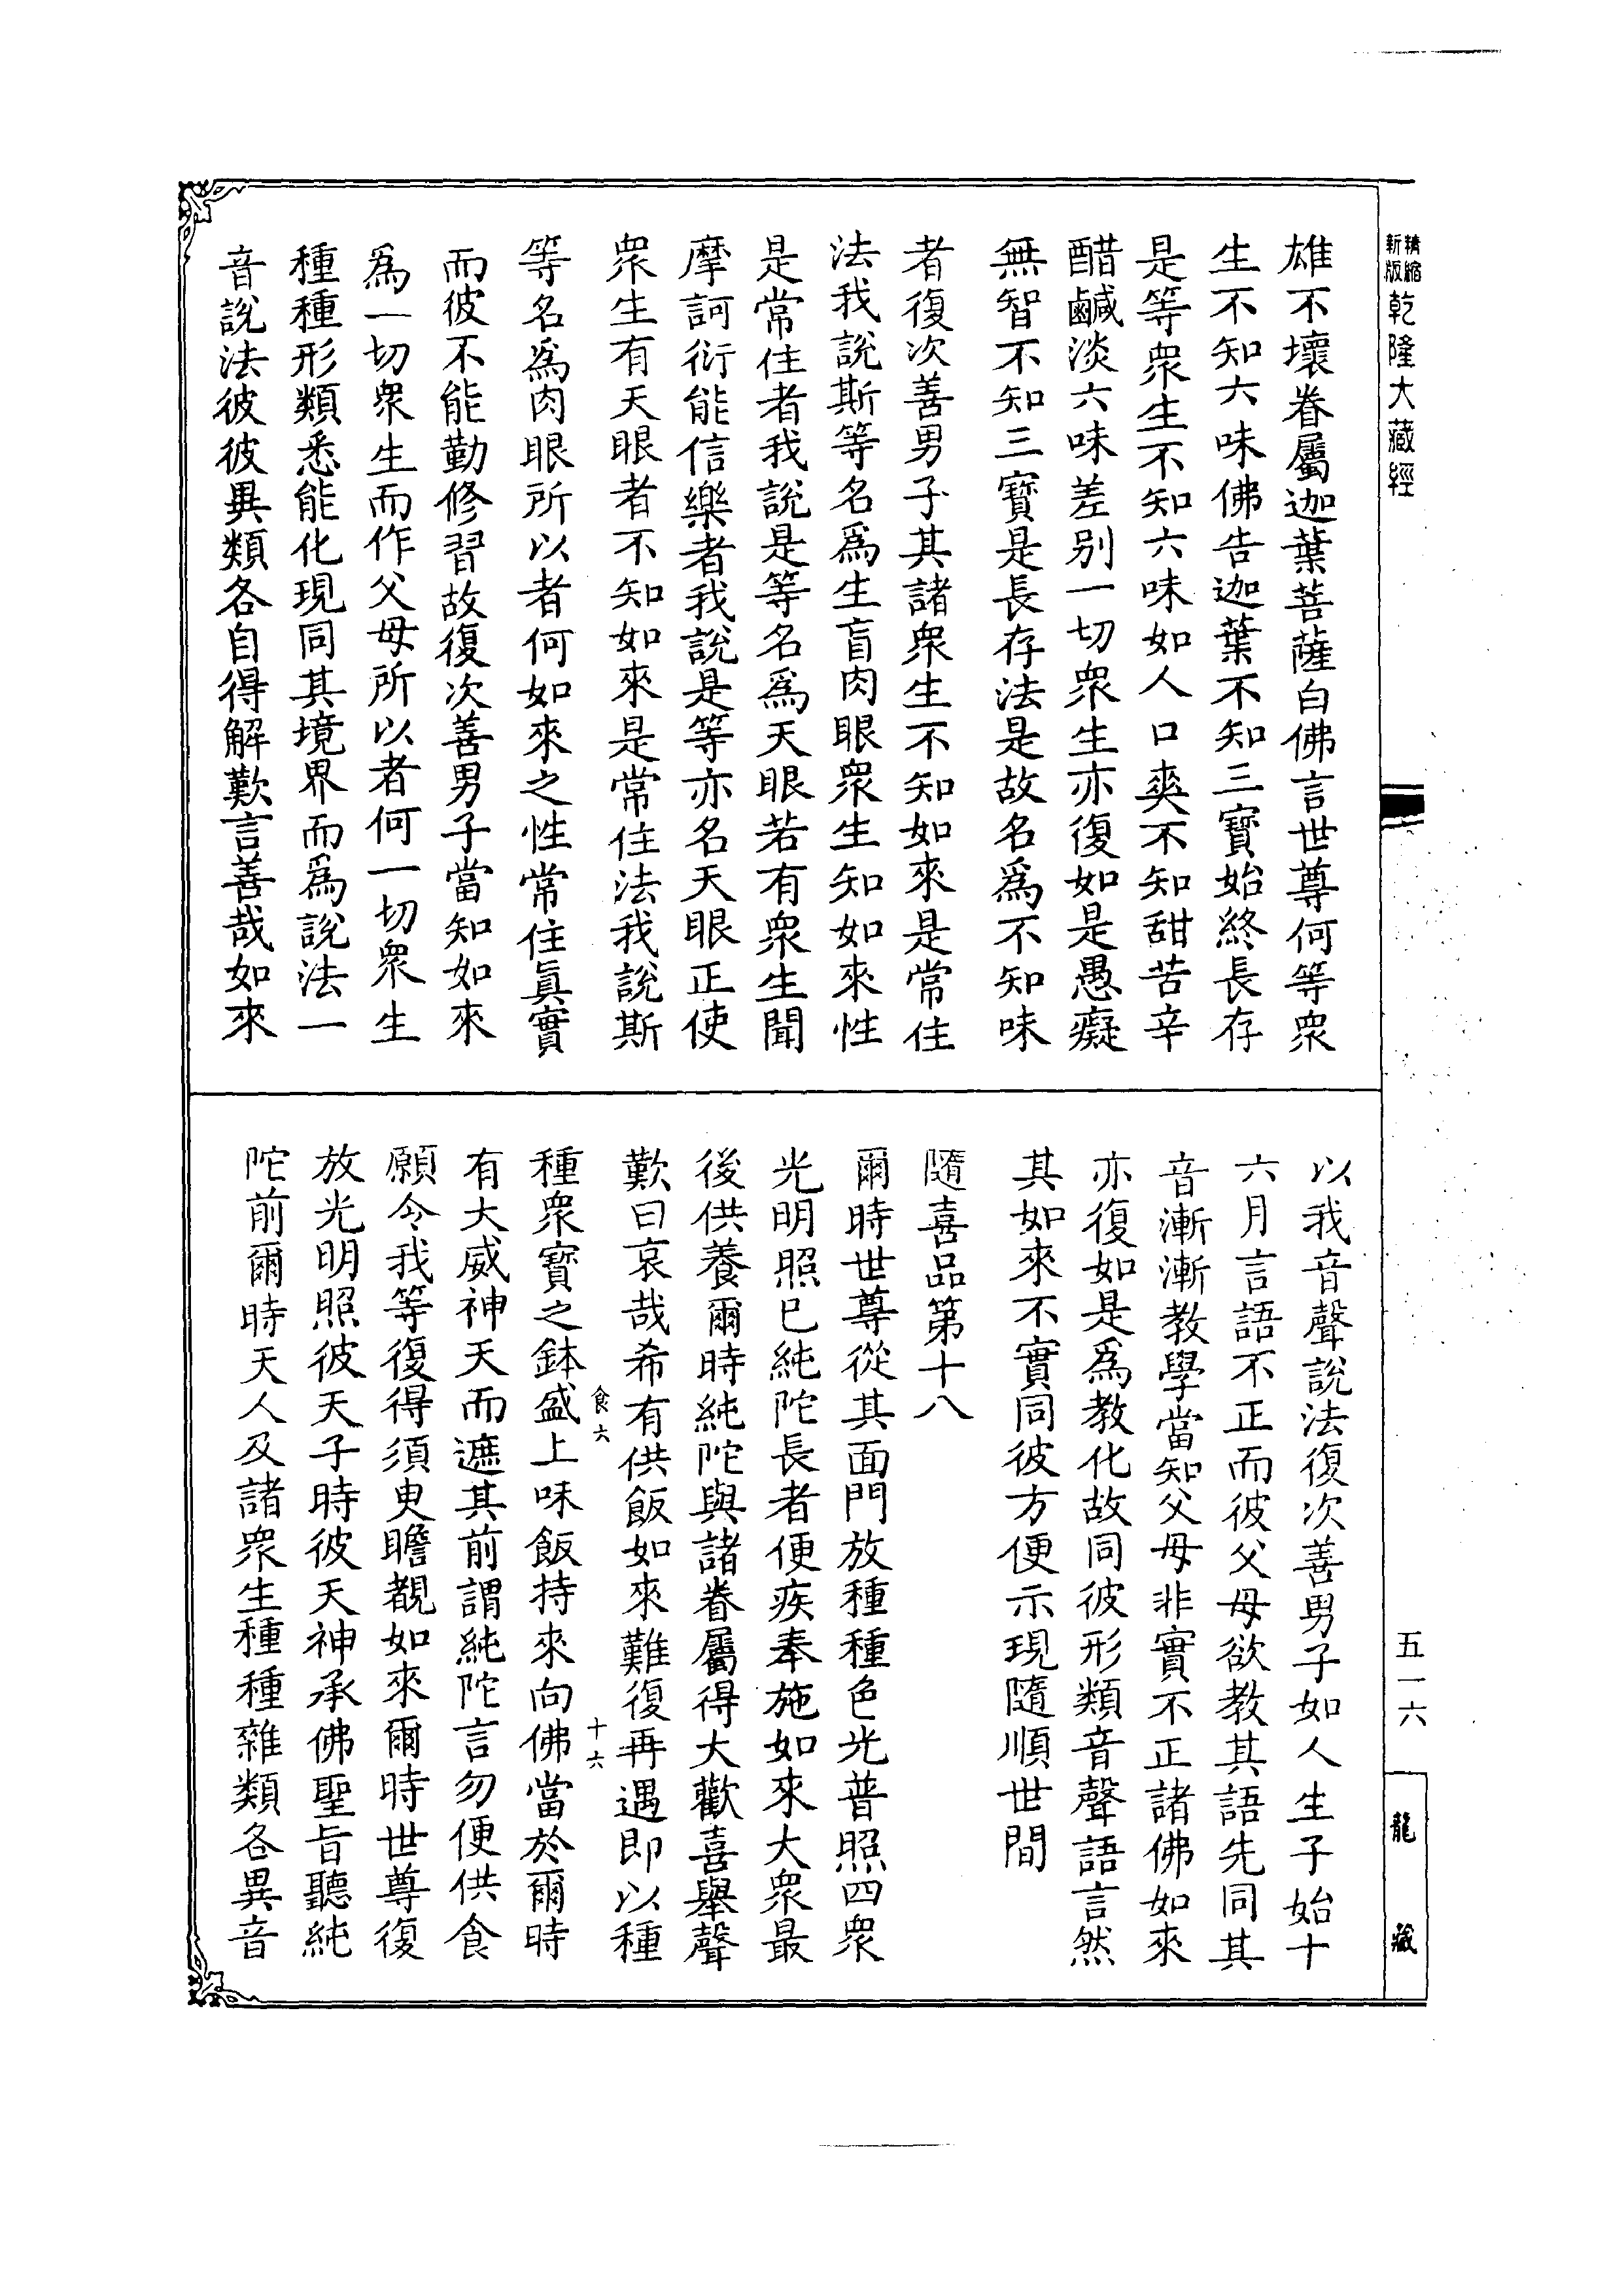 精縮新版乾隆大藏經
五一六
龍藏
雄不壞眷屬迦葉菩薩白佛言世尊何等衆
生不知六味佛告迦葉不知三寶始終長存
是等衆生不知六味如人口爽不知甜苦辛
醋鹹淡六味差別一切衆生亦復如是愚癡
無智不知三寶是長存法是故名爲不知味
者復次善男子其諸衆生不知如來是常住
法我說斯等名爲生盲肉眼衆生知如來性
是常住者我說是等名爲天眼若有衆生聞
摩訶衍能信樂者我說是等亦名天眼正使
衆生有天眼者不知如來是常住法我說斯
等名爲肉眼所以者何如來之性常住眞實
而彼不能勤修習故復次善男子當知如來
爲一切衆生而作父母所以者何一切衆生
種種形類悉能化現同其境界而爲說法一
音說法彼彼異類各自得解歎言善哉如來
以我音聲說法復次善男子如人生子始十
六月言語不正而彼父母欲教其語先同其
音漸漸教學當知父母非實不正諸佛如來
亦復如是爲教化故同彼形類音聲語言然
其如來不實同彼方便示現隨順世間
隨喜品第十八
爾時世尊從其面門放種種色光普照四衆
光明照已純陀長者便疾奉施如來大衆最
後供養爾時純陀與諸眷屬得大歡喜舉聲
歎曰哀哉希有供飯如來難復再遇即以種
食六
十六
種衆寶之鉢盛上味飯持來向佛當於爾時
有大威神天而遮其前謂純陀言勿便供食
願令我等復得須臾瞻覩如來爾時世尊復
放光明照彼天子時彼天神承佛聖旨聽純
陀前爾時天人及諸衆生種種雜類各異音